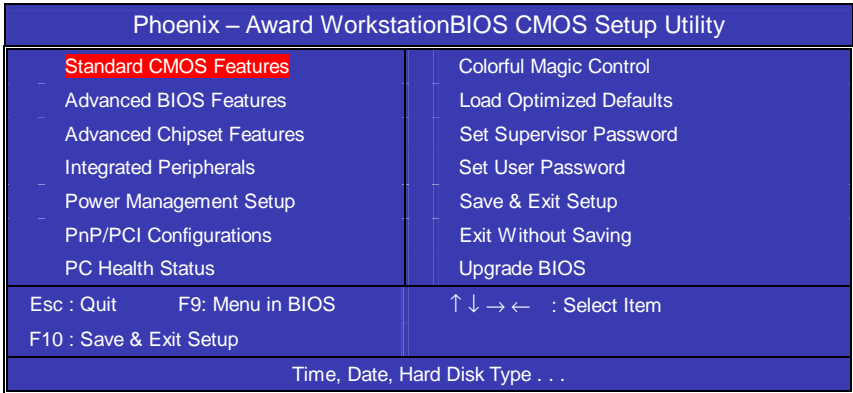 Phoenix – Award WorkstationBIOS CMOS Setup Utility
Standard CMOS Features
Advanced BIOS Features
Advanced Chipset Features
Integrated Peripherals
Power Management Setup
PnP/PCI Configurations
PC Health Status
Colorful Magic Control
Load Optimized Defaults
Set Supervisor Password
Set User Password
Save & Exit Setup
Exit Without Saving
Upgrade BIOS
Esc : Quit F9: Menu in BIOS
F10 : Save & Exit Setup
↑↓→← : Select Item
Time, Date, Hard Disk Type . . .